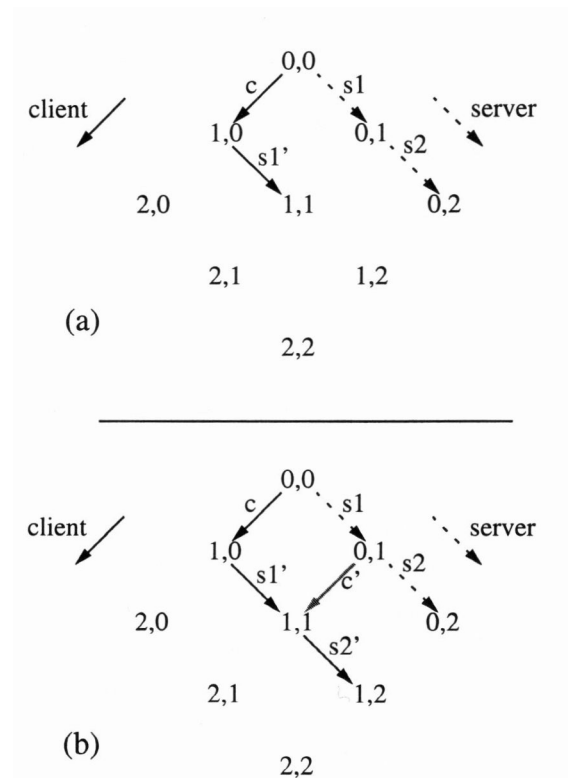 0,0
c s1
client server
1,0 0,1
s1' s2
2,0 1,1 0,2
2,1 1,2
(a)
2,2
0,0
c s1
client server
1,0 0,1
s1' c' s2
2,0 1,1 0,2
s2'
2,1 1,2
(b)
2,2